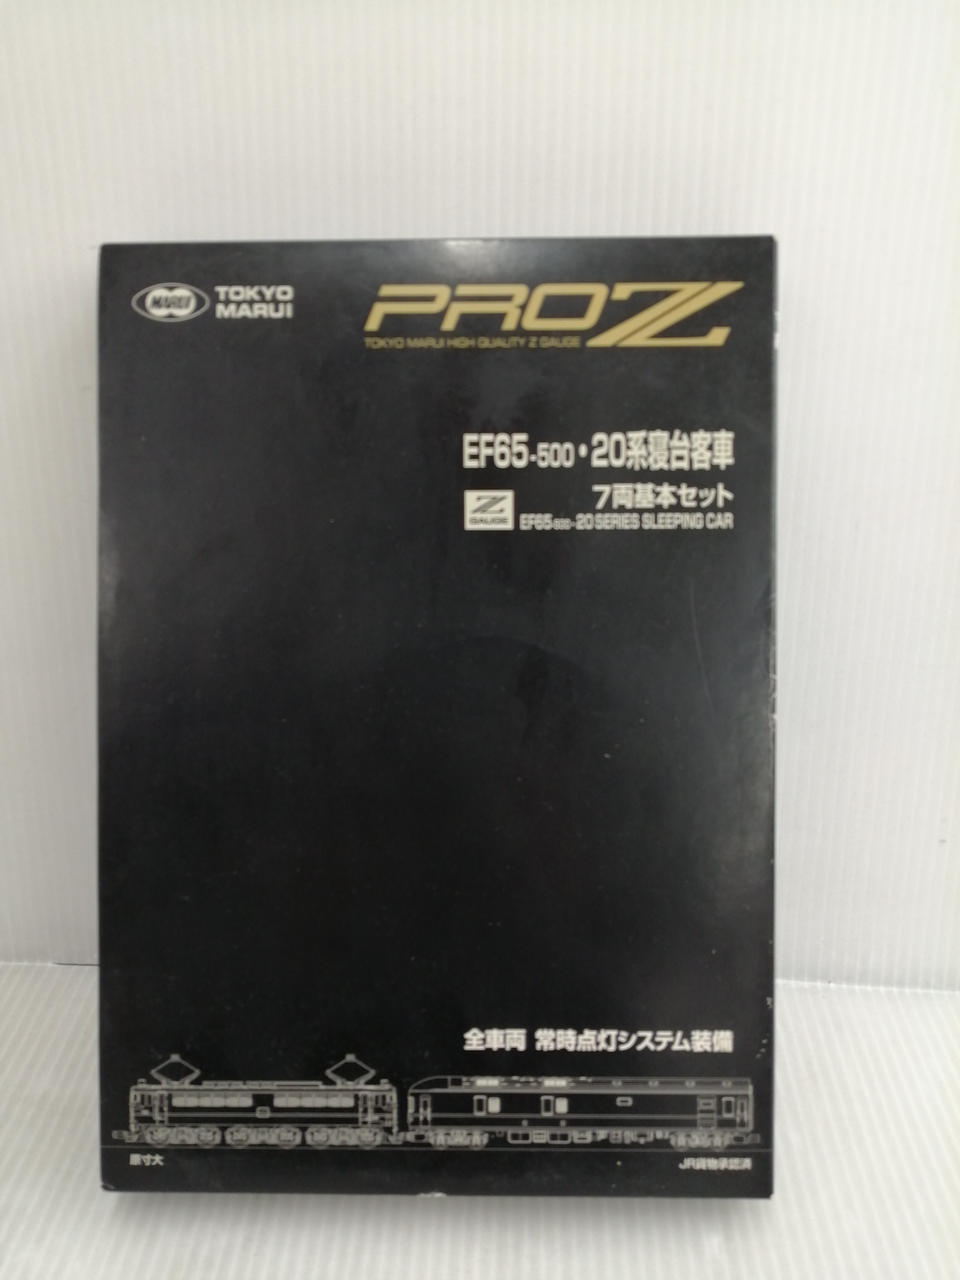 MARUI
TOKYO
MARUI
PRO Z
TOKYO MARUI HIGH QUALITY Z GAUGE
EF65-500・20系寝台客車
7両基本セット
Z
GAUGE
EF65-500・20 SERIES SLEEPING CAR
全車両 常時点灯システム装備
原寸大
JR貨物承認済